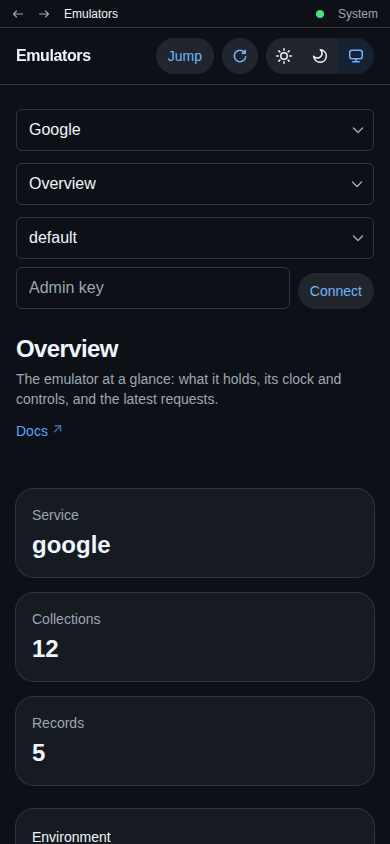 Emulators
System
Emulators
Jump
Google
Overview
default
Admin key
Connect
Overview
The emulator at a glance: what it holds, its clock and
controls, and the latest requests.
Docs
Service
google
Collections
12
Records
5
Environment